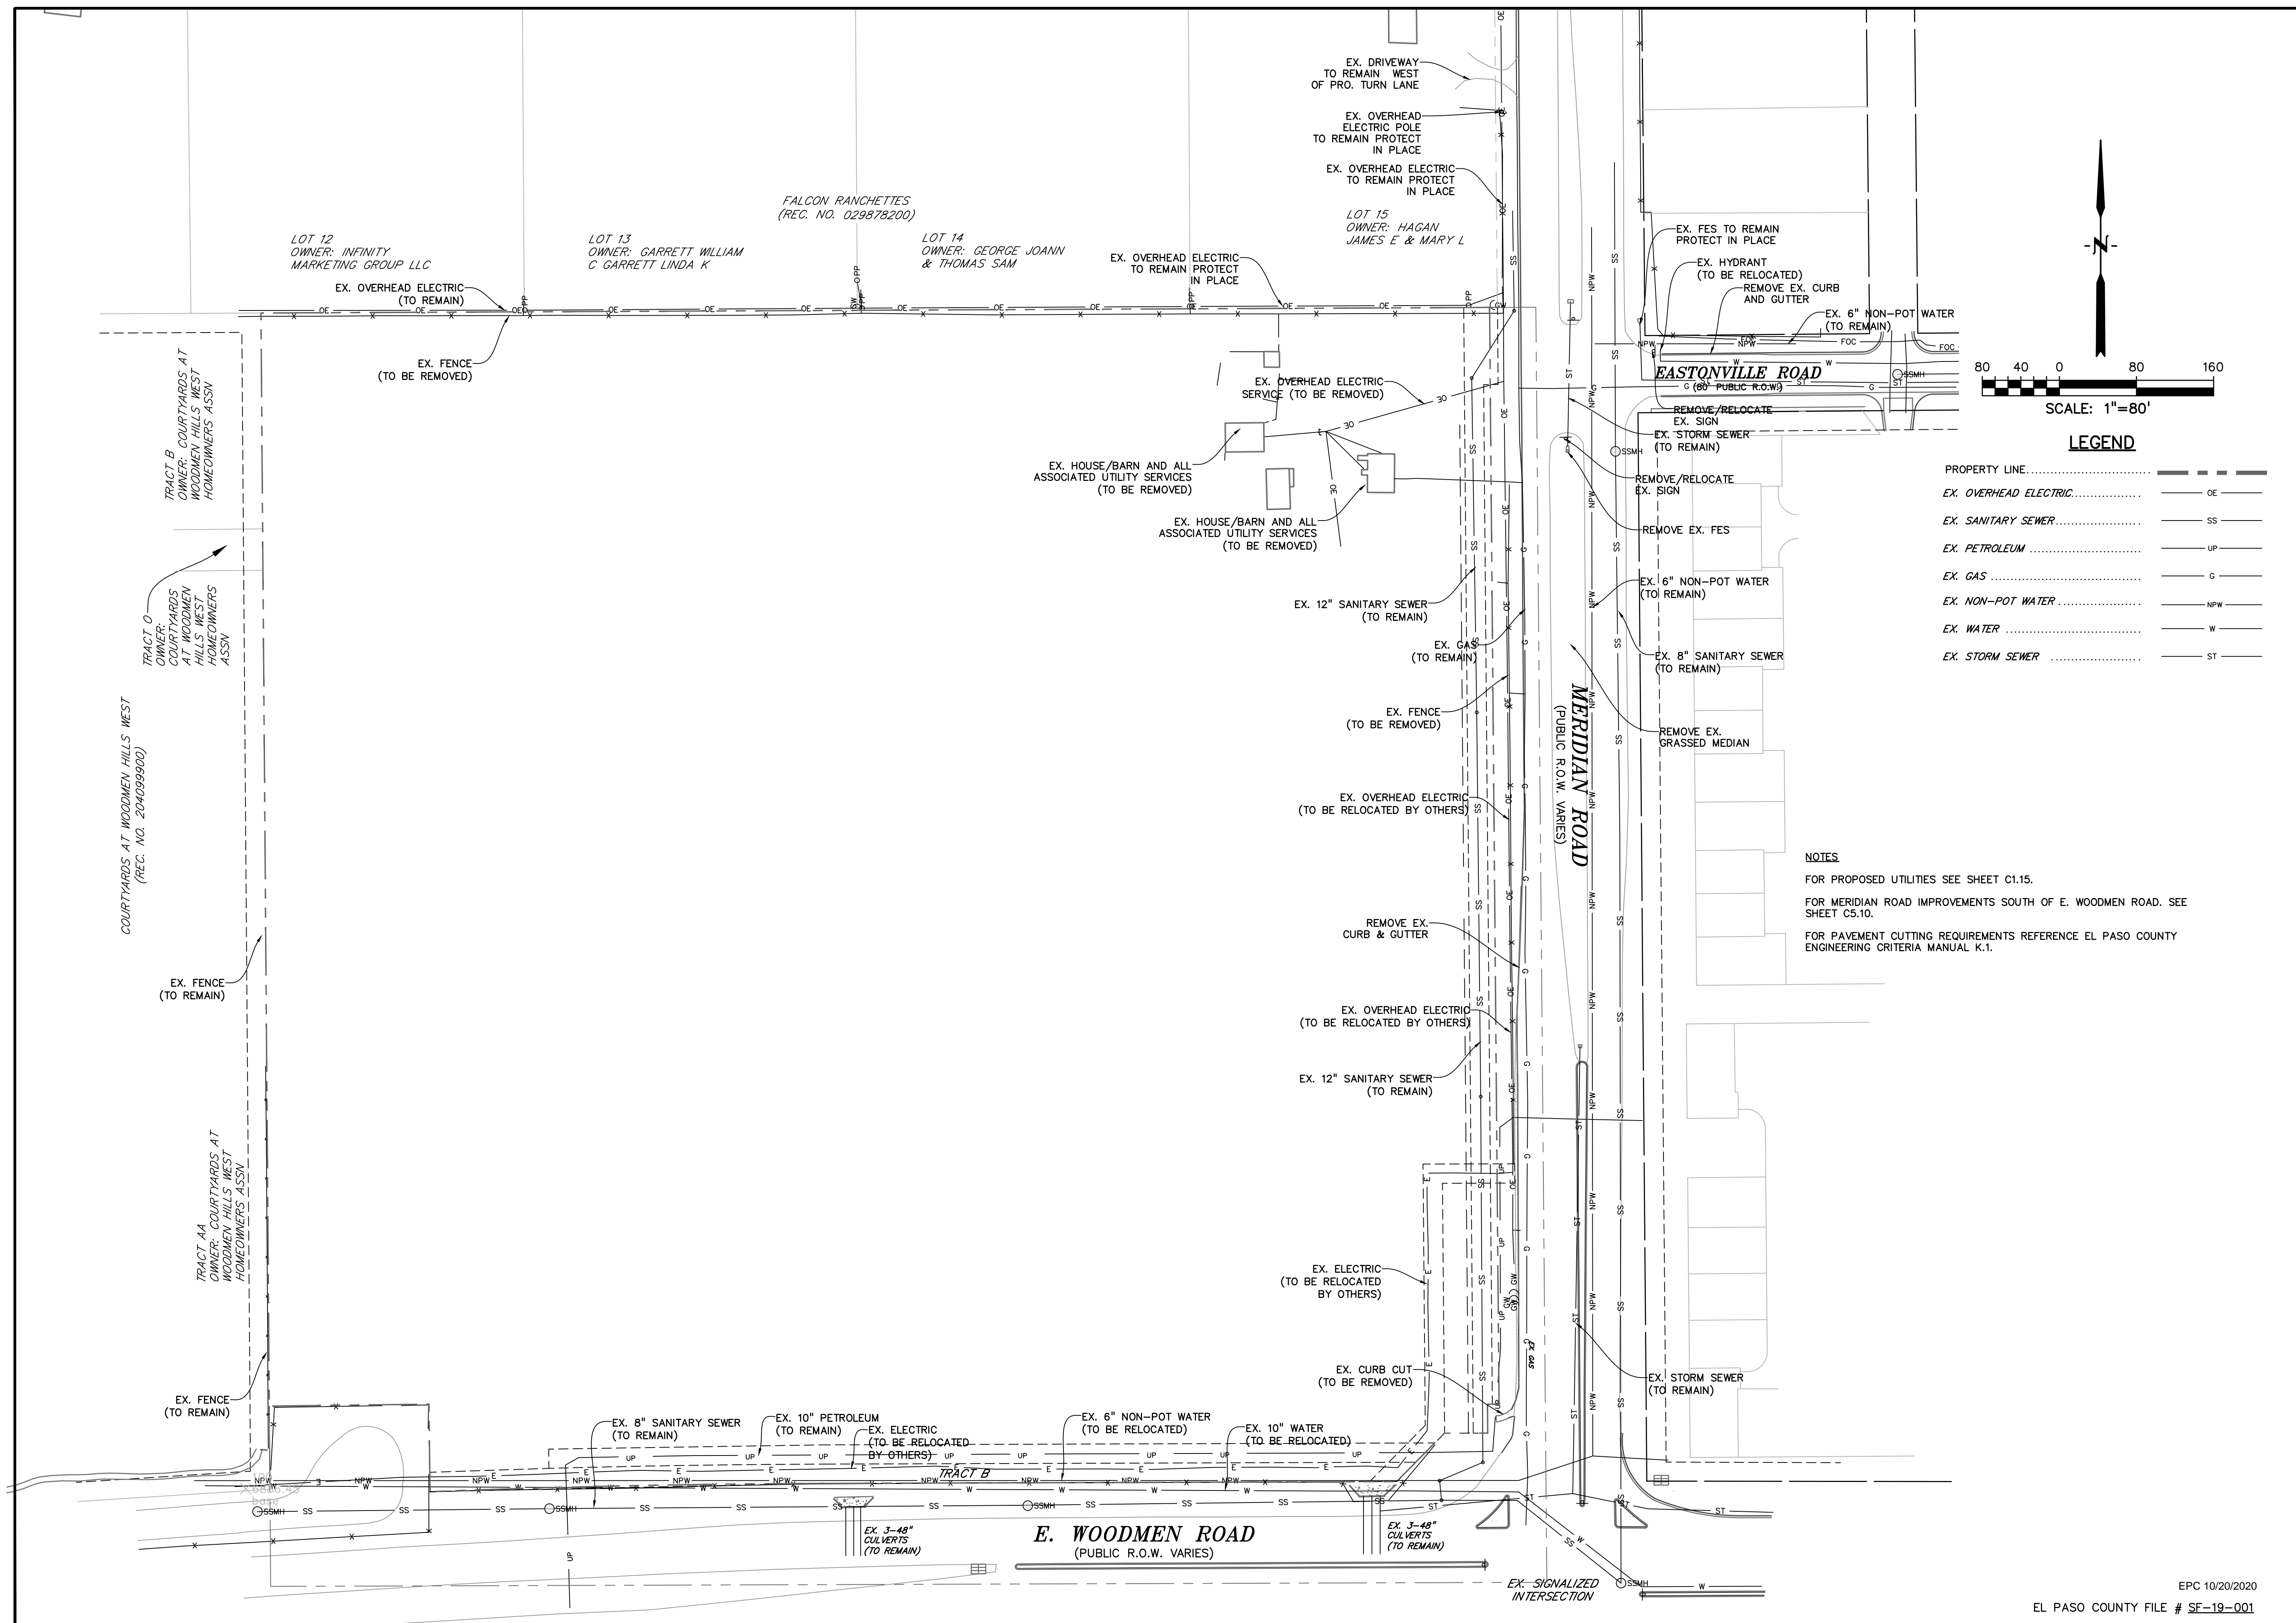 EX. DRIVEWAY
TO REMAIN WEST
OF PRO. TURN LANE
EX. OVERHEAD
ELECTRIC POLE
TO REMAIN PROTECT
IN PLACE
EX. OVERHEAD ELECTRIC
TO REMAIN PROTECT
IN PLACE
FALCON RANCHETTES
(REC. NO. 029878200)
LOT 12
OWNER: INFINITY
MARKETING GROUP LLC
LOT 13
OWNER: GARRETT WILLIAM
C GARRETT LINDA K
LOT 14
OWNER: GEORGE JOANN
& THOMAS SAM
LOT 15
OWNER: HAGAN
JAMES E & MARY L
EX. OVERHEAD ELECTRIC
(TO REMAIN)
EX. OVERHEAD ELECTRIC
TO REMAIN PROTECT
IN PLACE
EX. FENCE
(TO BE REMOVED)
EX. FES TO REMAIN
PROTECT IN PLACE
EX. HYDRANT
(TO BE RELOCATED)
REMOVE EX. CURB
AND GUTTER
EX. 6" NON-POT WATER
(TO REMAIN)
EASTONVILLE ROAD
(80' PUBLIC R.O.W.)
REMOVE/RELOCATE
EX. SIGN
EX. STORM SEWER
(TO REMAIN)
REMOVE/RELOCATE
EX. SIGN
REMOVE EX. FES
EX. 6" NON-POT WATER
(TO REMAIN)
EX. 8" SANITARY SEWER
(TO REMAIN)
REMOVE EX.
GRASSED MEDIAN
EX. OVERHEAD ELECTRIC
SERVICE (TO BE REMOVED)
EX. HOUSE/BARN AND ALL
ASSOCIATED UTILITY SERVICES
(TO BE REMOVED)
EX. HOUSE/BARN AND ALL
ASSOCIATED UTILITY SERVICES
(TO BE REMOVED)
EX. 12" SANITARY SEWER
(TO REMAIN)
EX. GAS
(TO REMAIN)
EX. FENCE
(TO BE REMOVED)
EX. OVERHEAD ELECTRIC
(TO BE RELOCATED BY OTHERS)
REMOVE EX.
CURB & GUTTER
EX. OVERHEAD ELECTRIC
(TO BE RELOCATED BY OTHERS)
EX. 12" SANITARY SEWER
(TO REMAIN)
EX. ELECTRIC
(TO BE RELOCATED
BY OTHERS)
EX. CURB CUT
(TO BE REMOVED)
MERIDIAN ROAD
(PUBLIC R.O.W. VARIES)
EX. GAS
EX. STORM SEWER
(TO REMAIN)
TRACT B
OWNER: COURTYARDS AT
WOODMEN HILLS WEST
HOMEOWNERS ASSN
TRACT O
OWNER:
COURTYARDS
AT WOODMEN
HILLS WEST
HOMEOWNERS
ASSN
COURTYARDS AT WOODMEN HILLS WEST
(REC. NO. 204099900)
EX. FENCE
(TO REMAIN)
TRACT AA
OWNER: COURTYARDS AT
WOODMEN HILLS WEST
HOMEOWNERS ASSN
EX. FENCE
(TO REMAIN)
EX. 8" SANITARY SEWER
(TO REMAIN)
EX. 10" PETROLEUM
(TO REMAIN)
EX. ELECTRIC
(TO BE RELOCATED
BY OTHERS)
EX. 6" NON-POT WATER
(TO BE RELOCATED)
EX. 10" WATER
(TO BE RELOCATED)
TRACT B
EX. 3-48"
CULVERTS
(TO REMAIN)
E. WOODMEN ROAD
(PUBLIC R.O.W. VARIES)
EX. 3-48"
CULVERTS
(TO REMAIN)
EX. SIGNALIZED
INTERSECTION
SSMH
SSMH
SSMH
SSMH
SSMH
SSMH
N
80 40 0 80 160
SCALE: 1"=80'
LEGEND
PROPERTY LINE
EX. OVERHEAD ELECTRIC OE
EX. SANITARY SEWER SS
EX. PETROLEUM UP
EX. GAS G
EX. NON-POT WATER NPW
EX. WATER W
EX. STORM SEWER ST
NOTES
FOR PROPOSED UTILITIES SEE SHEET C1.15.
FOR MERIDIAN ROAD IMPROVEMENTS SOUTH OF E. WOODMEN ROAD. SEE
SHEET C5.10.
FOR PAVEMENT CUTTING REQUIREMENTS REFERENCE EL PASO COUNTY
ENGINEERING CRITERIA MANUAL K.1.
EPC 10/20/2020
EL PASO COUNTY FILE # SF-19-001